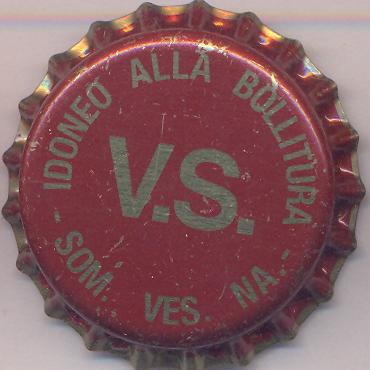 IDONEO ALLA BOLLITURA
V.S.
- SOM. VES. NA. -